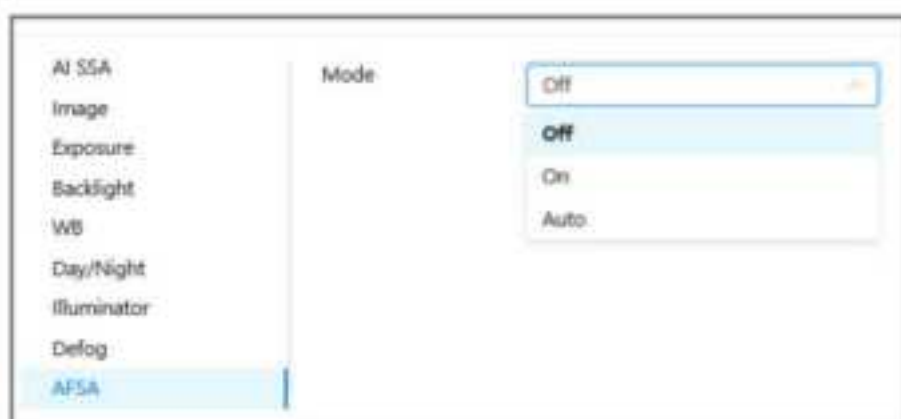 AI SSA
Image
Exposure
Backlight
WB
Day/Night
Illuminator
Defog
AFSA
Mode
Off
Off
On
Auto